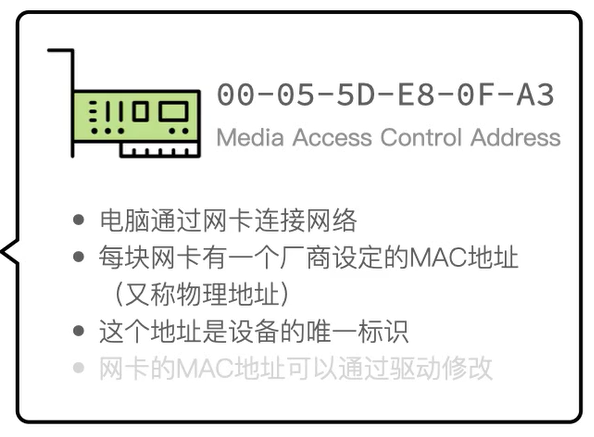 00-05-5D-E8-0F-A3
Media Access Control Address
电脑通过网卡连接网络
每块网卡有一个厂商设定的MAC地址
（又称物理地址）
这个地址是设备的唯一标识
网卡的MAC地址可以通过驱动修改